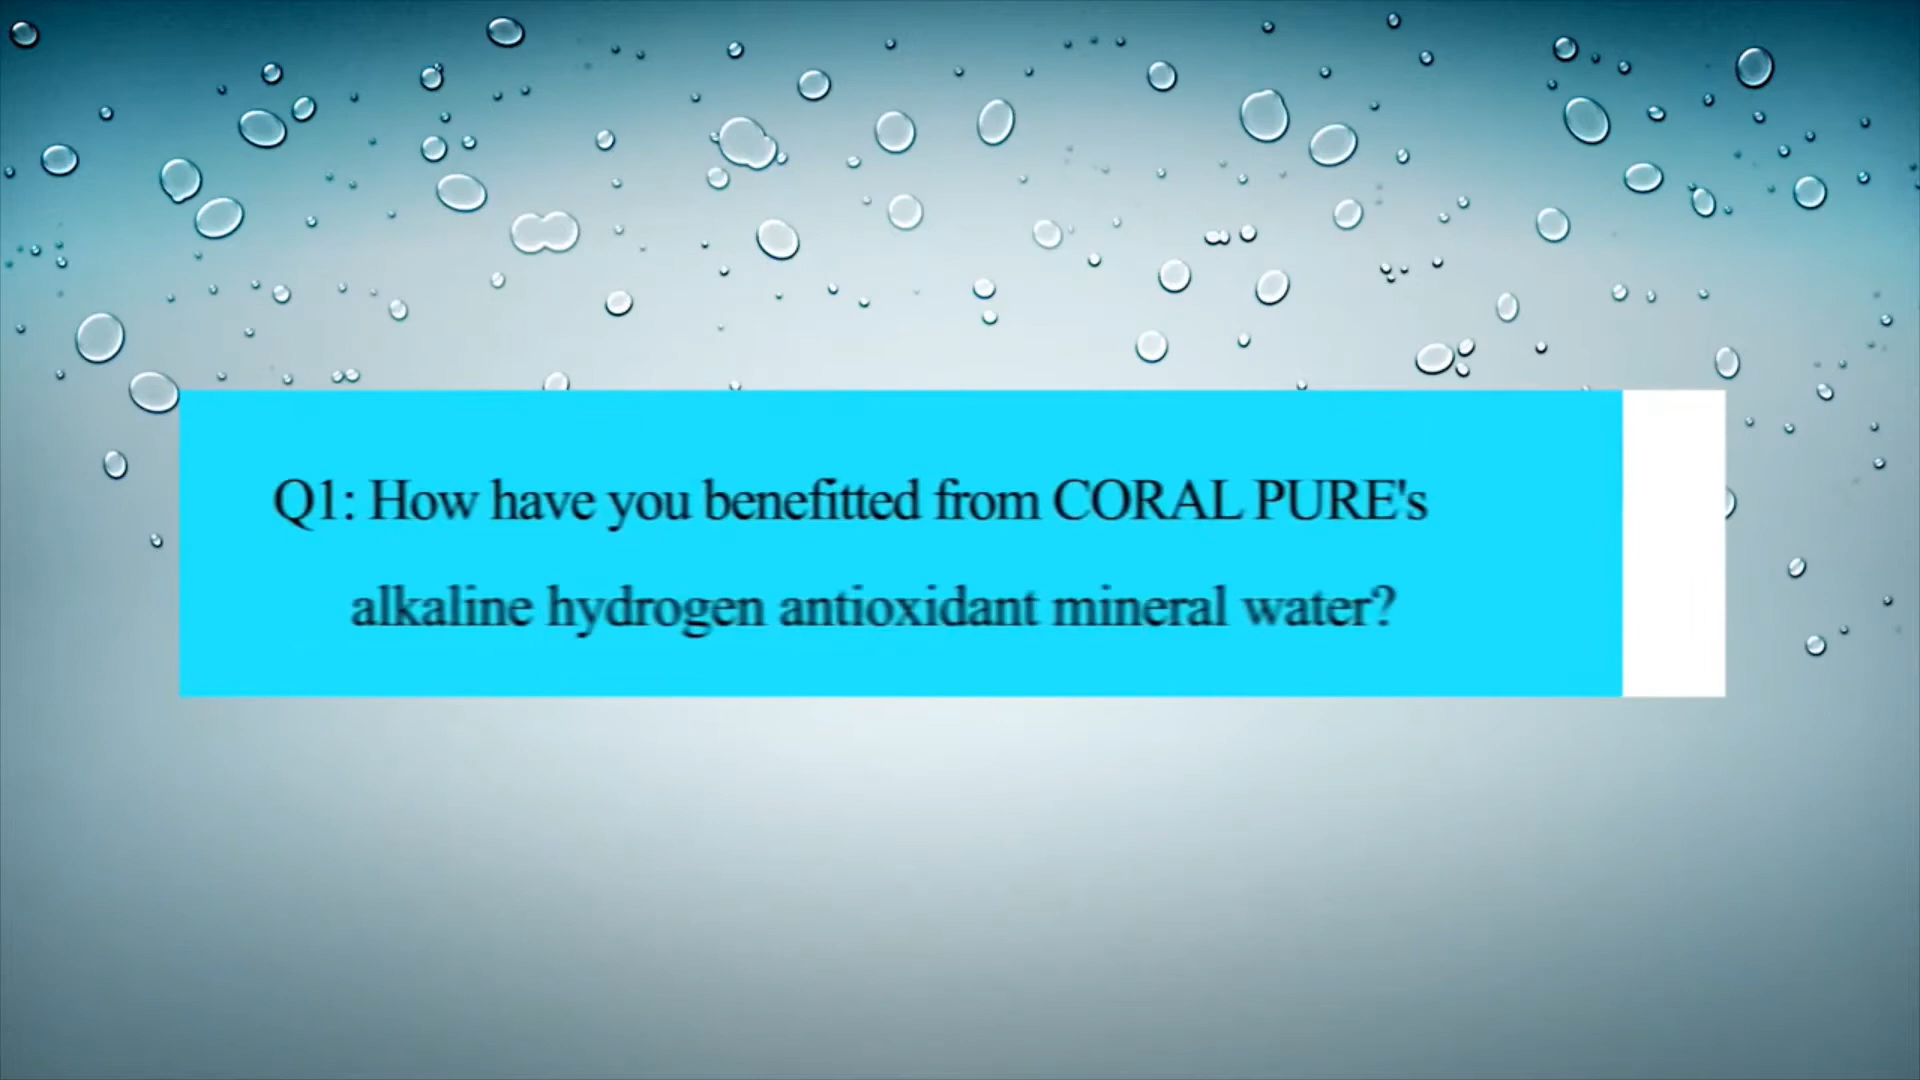 Q1: How have you benefitted from CORAL PURE's
alkaline hydrogen antioxidant mineral water?